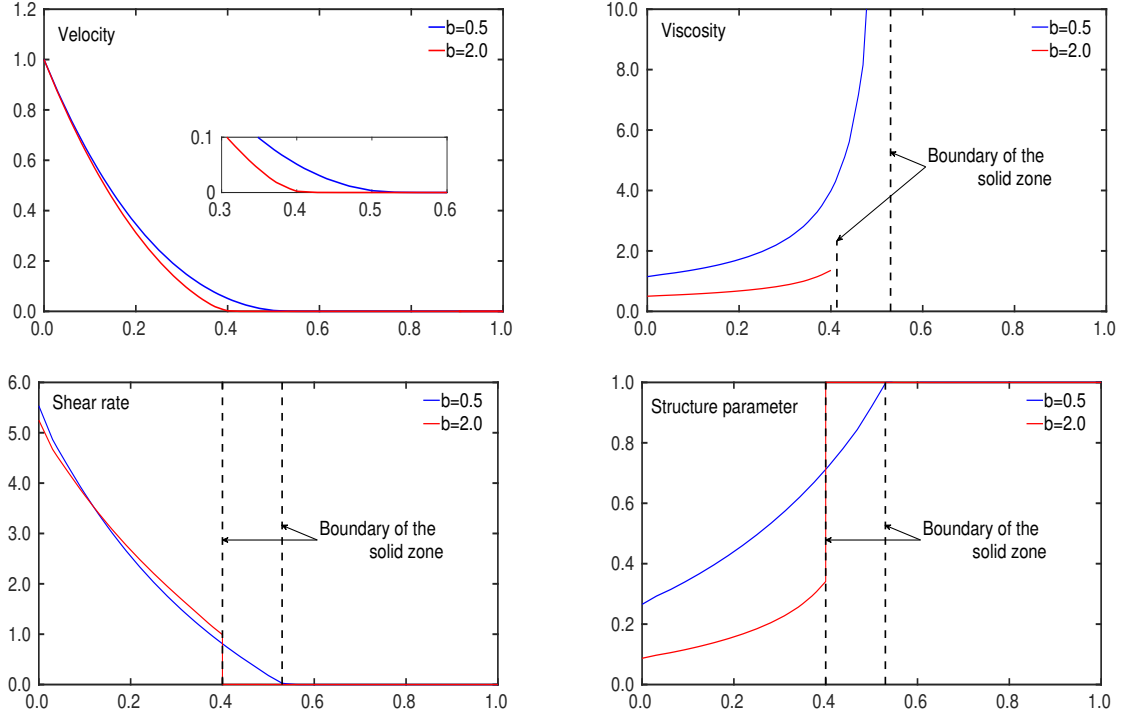 Velocity
b=0.5
b=2.0
1.2
1.0
0.8
0.6
0.4
0.2
0.0
0.1
0
0.3 0.4 0.5 0.6
0.0 0.2 0.4 0.6 0.8 1.0
Viscosity
b=0.5
b=2.0
10.0
8.0
6.0
4.0
2.0
0.0
Boundary of the
solid zone
0.0 0.2 0.4 0.6 0.8 1.0
Shear rate
b=0.5
b=2.0
6.0
5.0
4.0
3.0
2.0
1.0
0.0
Boundary of the
solid zone
0.0 0.2 0.4 0.6 0.8 1.0
Structure parameter
b=0.5
b=2.0
1.0
0.8
0.6
0.4
0.2
0.0
Boundary of the
solid zone
0.0 0.2 0.4 0.6 0.8 1.0